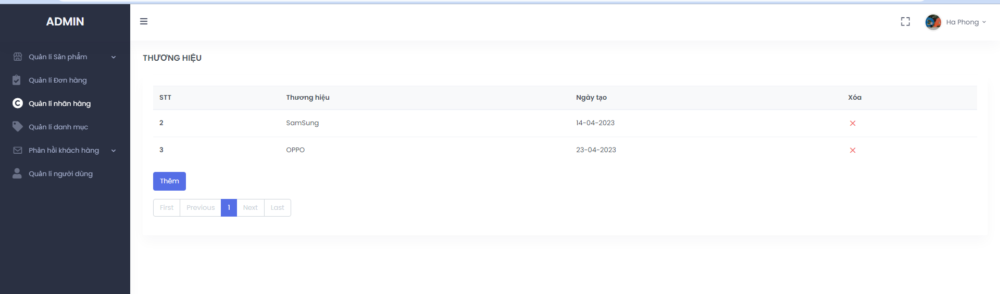 ADMIN
Ha Phong
Quản lí Sản phẩm
Quản lí Đơn hàng
Quản lí nhãn hàng
Quản lí danh mục
Phản hồi khách hàng
Quản lí người dùng
THƯƠNG HIỆU
STT Thương hiệu Ngày tạo Xóa
2 SamSung 14-04-2023
3 OPPO 23-04-2023
Thêm
First Previous 1 Next Last